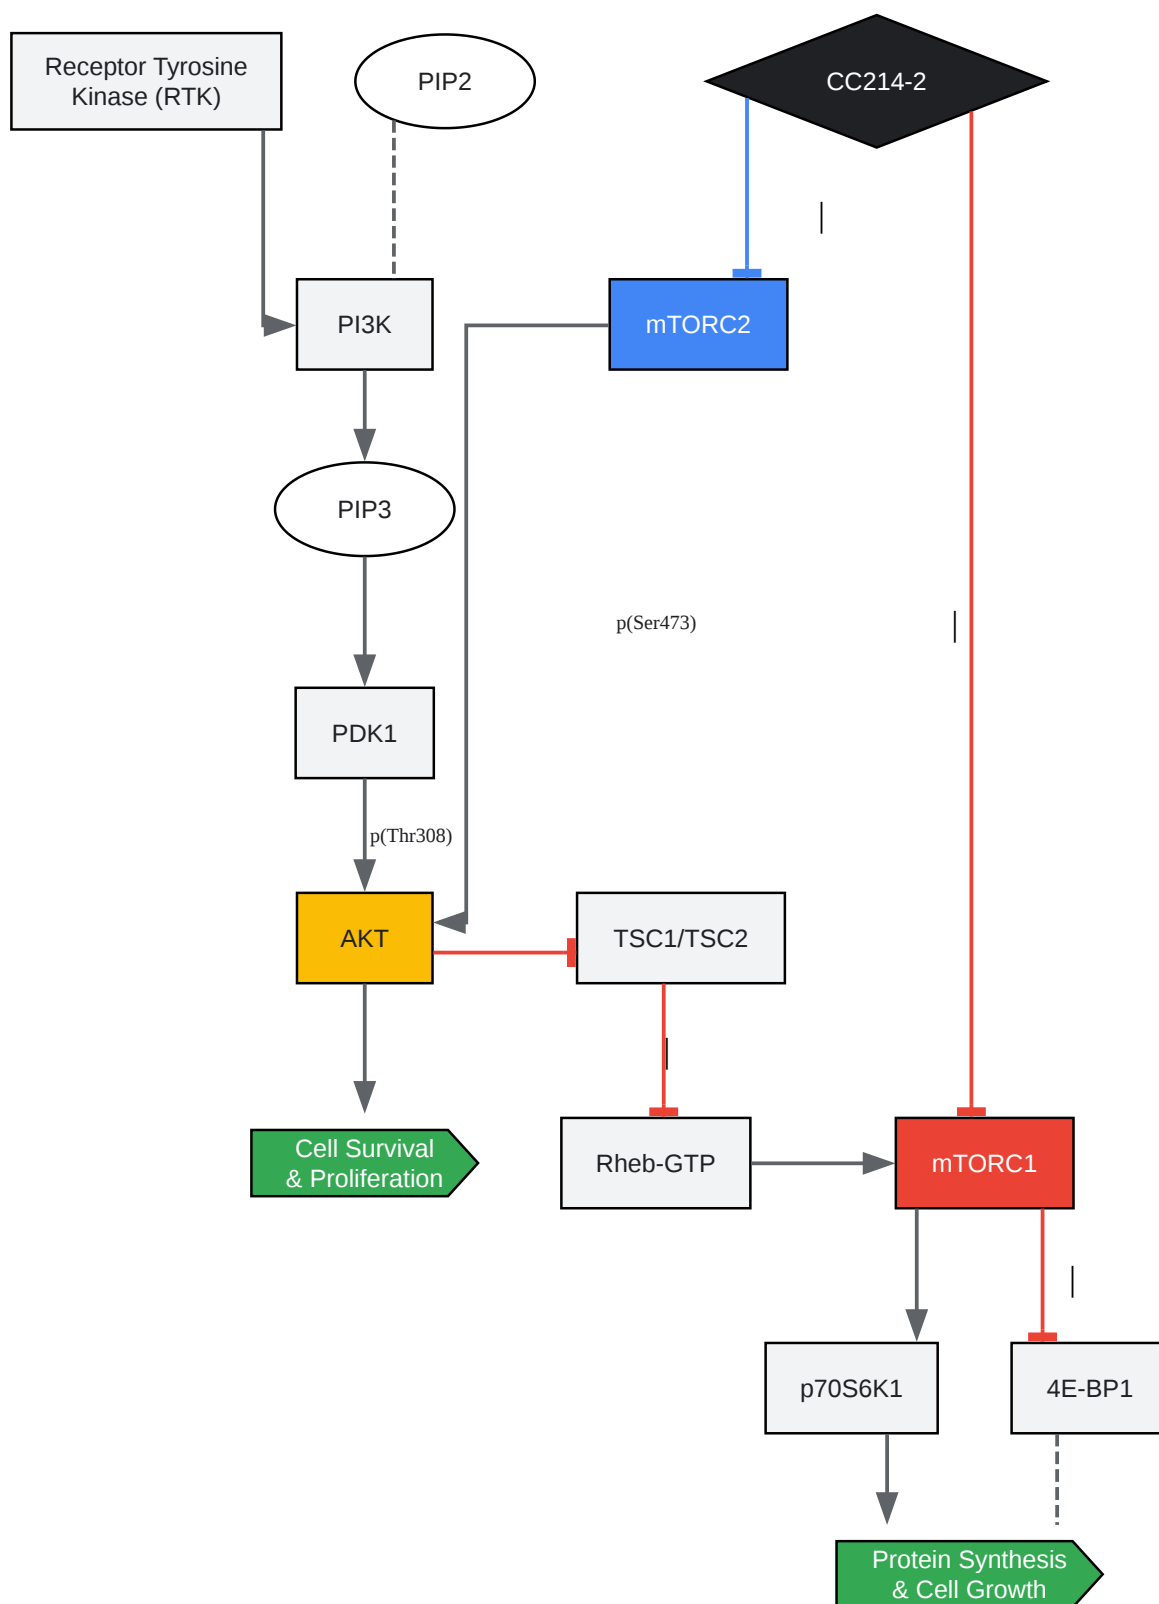 Receptor Tyrosine
Kinase (RTK)
PIP2
CC214-2
|
PI3K
mTORC2
PIP3
p(Ser473)
|
PDK1
p(Thr308)
AKT
TSC1/TSC2
|
Cell Survival
& Proliferation
Rheb-GTP
mTORC1
|
p70S6K1
4E-BP1
Protein Synthesis
& Cell Growth